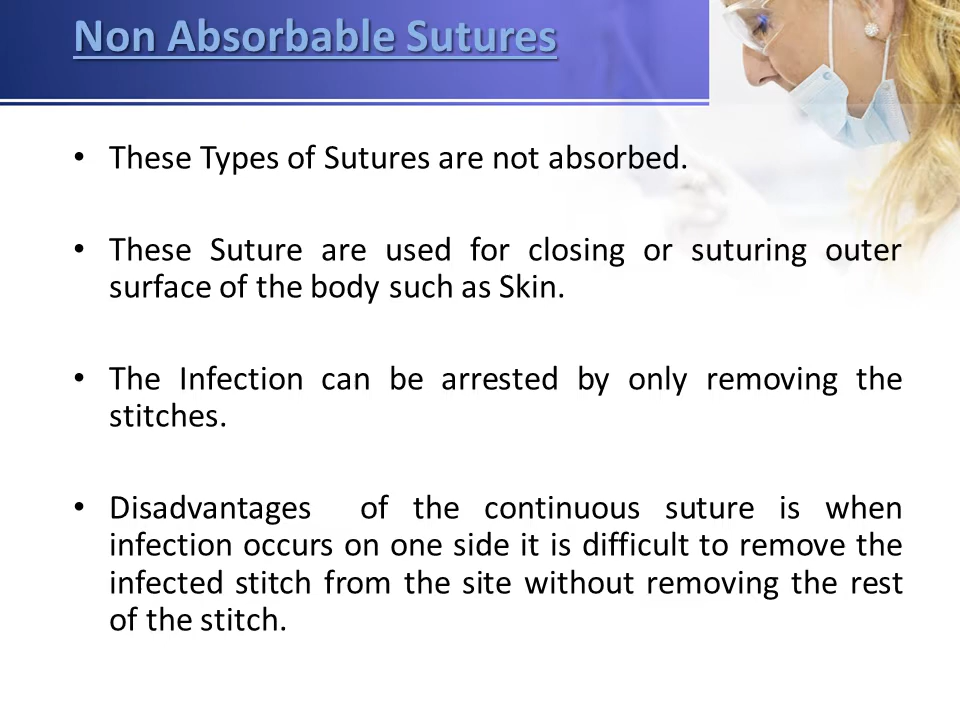 Non Absorbable Sutures
• These Types of Sutures are not absorbed.
• These Suture are used for closing or suturing outer
surface of the body such as Skin.
• The Infection can be arrested by only removing the
stitches.
• Disadvantages of the continuous suture is when
infection occurs on one side it is difficult to remove the
infected stitch from the site without removing the rest
of the stitch.